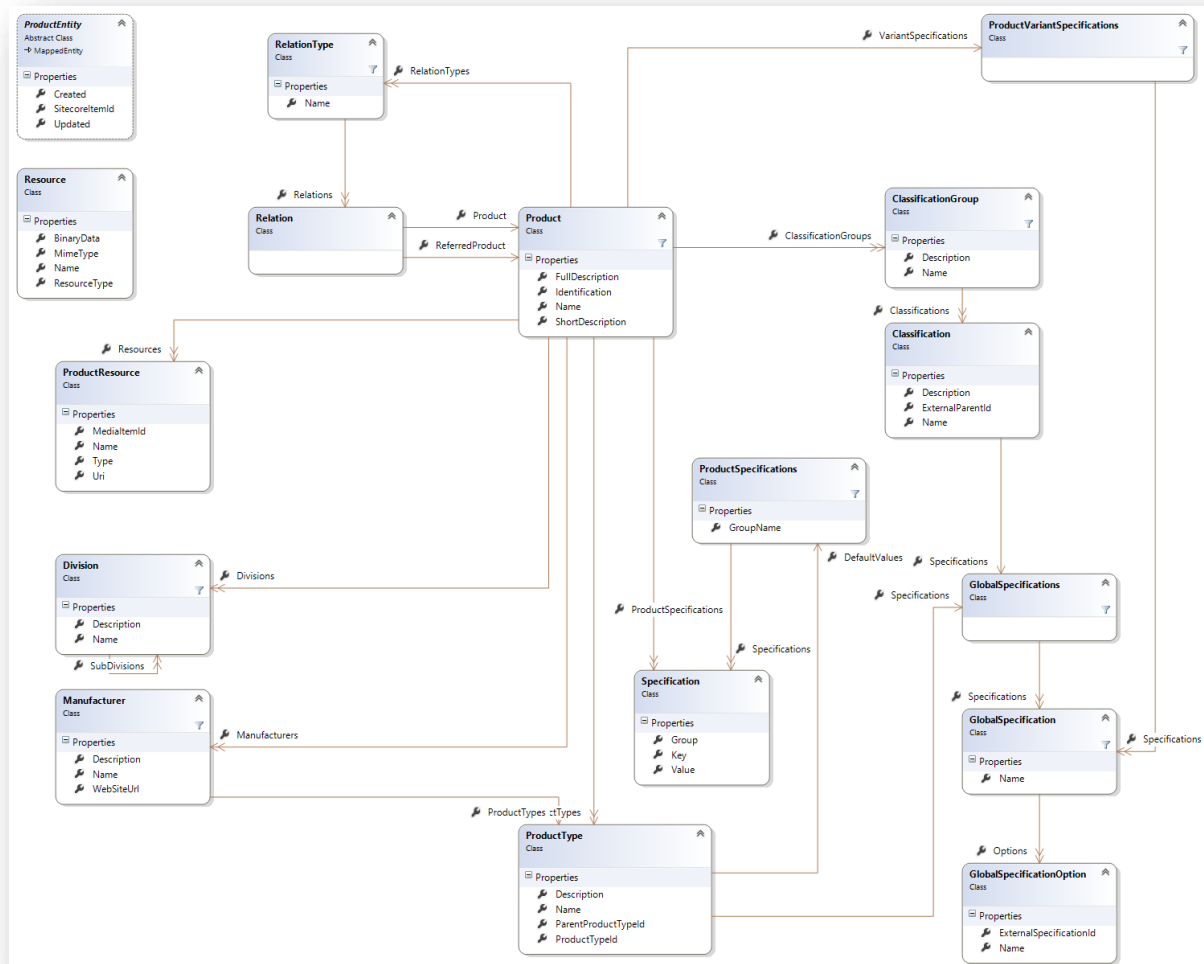 ProductEntity
Abstract Class
MappedEntity
Properties
Created
SitecoreItemId
Updated
RelationType
Class
Properties
Name
RelationTypes
VariantSpecifications
ProductVariantSpecifications
Class
Resource
Class
Properties
BinaryData
MimeType
Name
ResourceType
Relations
Relation
Class
Product
ReferredProduct
Product
Class
Properties
FullDescription
Identification
Name
ShortDescription
ClassificationGroups
ClassificationGroup
Class
Properties
Description
Name
Classifications
Classification
Class
Properties
Description
ExternalParentId
Name
Resources
ProductResource
Class
Properties
MediaItemId
Name
Type
Uri
ProductSpecifications
Class
Properties
GroupName
DefaultValues
Specifications
Specifications
GlobalSpecifications
Class
Division
Class
Properties
Description
Name
Divisions
SubDivisions
ProductSpecifications
Specifications
Specification
Class
Properties
Group
Key
Value
Manufacturer
Class
Properties
Description
Name
WebSiteUrl
Manufacturers
Specifications
GlobalSpecification
Class
Properties
Name
Specifications
ProductTypes ctTypes
ProductType
Class
Properties
Description
Name
ParentProductTypeId
ProductTypeId
Options
GlobalSpecificationOption
Class
Properties
ExternalSpecificationId
Name